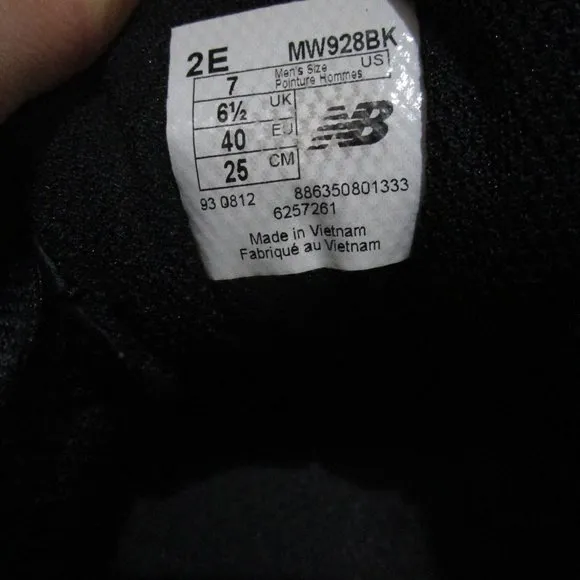 2E MW928BK
7 Men's Size US
Pointure Hommes
6½ UK
40 EU
25 CM
NB
93 0812 886350801333
6257261
Made in Vietnam
Fabriqué au Vietnam